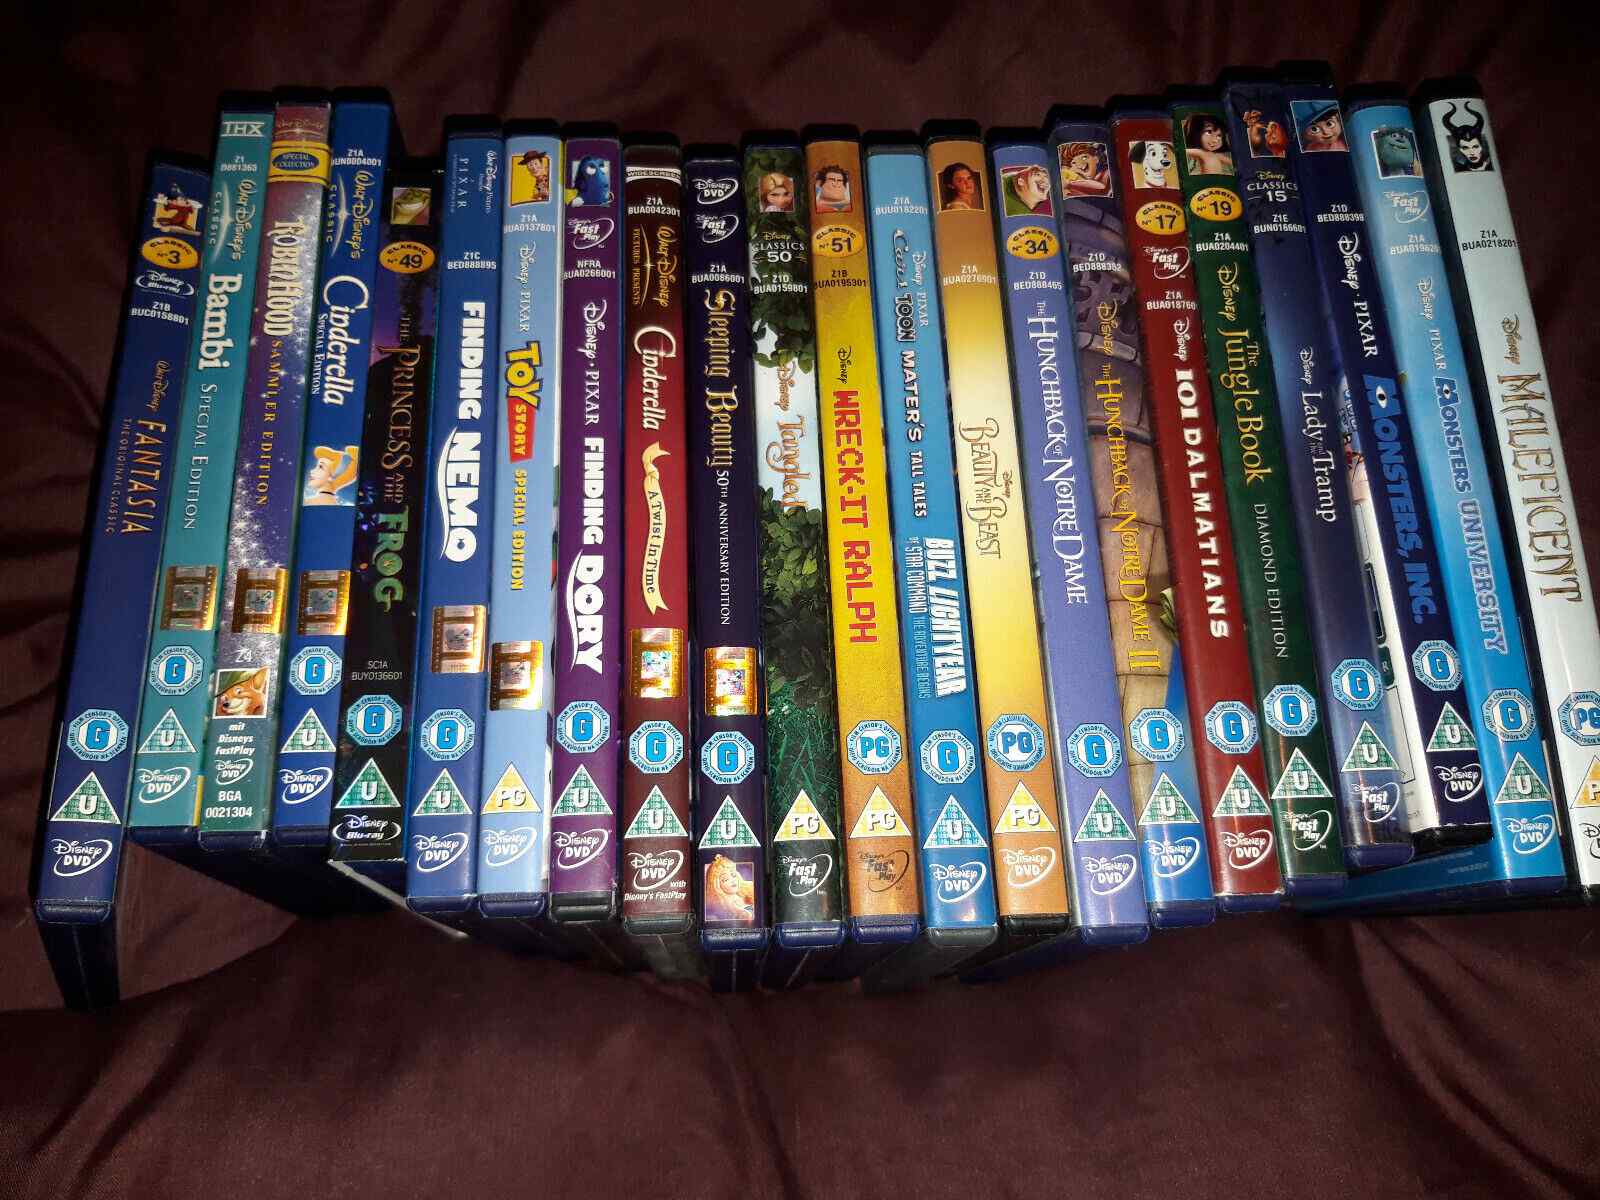 CLASSIC Nº 3
Disney Blu-ray
Z1B
BUC0158801
WALT DISNEY
FANTASIA
THE ORIGINAL CLASSIC
G
U
DISNEY DVD
THX
Z1
D881365
WALT DISNEY'S CLASSIC
Bambi
SPECIAL EDITION
G
U
DISNEY DVD
WALT DISNEY
SPECIAL COLLECTION
ROBIN HOOD
SAMMLER EDITION
Z4
mit Disneys FastPlay
DISNEY DVD
BGA
0021304
Z1A
BUN0004001
WALT DISNEY'S CLASSIC
Cinderella
SPECIAL EDITION
G
U
DISNEY DVD
CLASSIC Nº 49
THE PRINCESS AND THE FROG
SC1A
BUY0136601
G
U
Disney Blu-ray
WALT DISNEY Pictures
PIXAR
Z1C
BED888895
FINDING NEMO
G
U
DISNEY DVD
Z1A
BUA0137801
DISNEY PIXAR
TOY STORY
SPECIAL EDITION
PG
DISNEY DVD
Disney's Fast Play
NFRA
BUA0266001
DISNEY PIXAR
FINDING DORY
G
U
DISNEY DVD
WIDESCREEN
Z1A
BUA0042301
WALT DISNEY
PICTURES PRESENTS
Cinderella
A Twist In Time
G
U
DISNEY DVD
with Disney's FastPlay
DISNEY DVD
Disney's Fast Play
Z1A
BUA0086001
Sleeping Beauty
50TH ANNIVERSARY EDITION
G
U
DISNEY CLASSICS 50
Z1D
BUA0159801
DISNEY
Tangled
PG
Disney's Fast Play
CLASSIC Nº 51
Z1B
BUA0195301
DISNEY
WRECK-IT RALPH
PG
PG
Disney's Fast Play
Z1A
BUU0182201
DISNEY PIXAR
Cars TOON
MATER'S TALL TALES
BUZZ LIGHTYEAR
OF STAR COMMAND
THE ADVENTURE BEGINS
G
U
DISNEY DVD
Z1A
BUA0276901
DISNEY
BEAUTY AND THE BEAST
PG
PG
DISNEY DVD
CLASSIC Nº 34
Z1D
BED888465
THE HUNCHBACK OF NOTRE DAME
G
U
DISNEY DVD
Z1D
BED888352
DISNEY
THE HUNCHBACK OF NOTRE DAME II
G
U
DISNEY DVD
CLASSIC Nº 17
Disney's Fast Play
Z1A
DISNEY
101 DALMATIANS
G
U
DISNEY DVD
CLASSIC Nº 19
Z1A
BUA0204401
DISNEY
The Jungle Book
DIAMOND EDITION
G
U
Disney's Fast Play
DISNEY CLASSICS 15
Z1E
BUN0166601
DISNEY
Lady and the Tramp
G
U
Disney's Fast Play
Z1D
BED888398
DISNEY PIXAR
MONSTERS, INC.
G
U
DISNEY DVD
Disney's Fast Play
Z1A
DISNEY PIXAR
MONSTERS UNIVERSITY
G
U
DISNEY DVD
Z1A
BUA0218201
DISNEY
MALEFICENT
PG